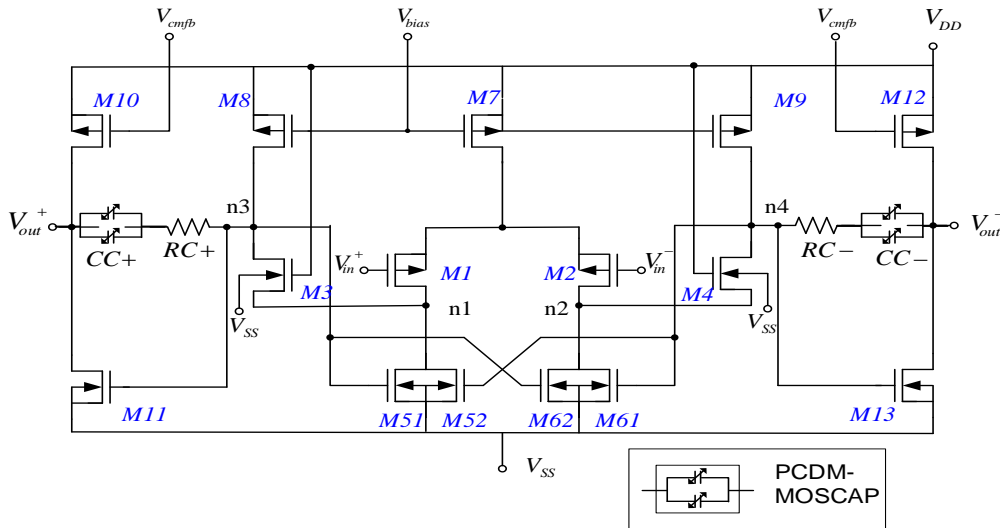 Vcmfb Vbias Vcmfb VDD
M10 M8 M7 M9 M12
Vout+ n3 n4 Vout−
CC+ RC+ Vin+ M1 M2 Vin− RC− CC−
M3 M4
VSS n1 n2 VSS
M11 M51 M52 M62 M61 M13
VSS
PCDM-
MOSCAP